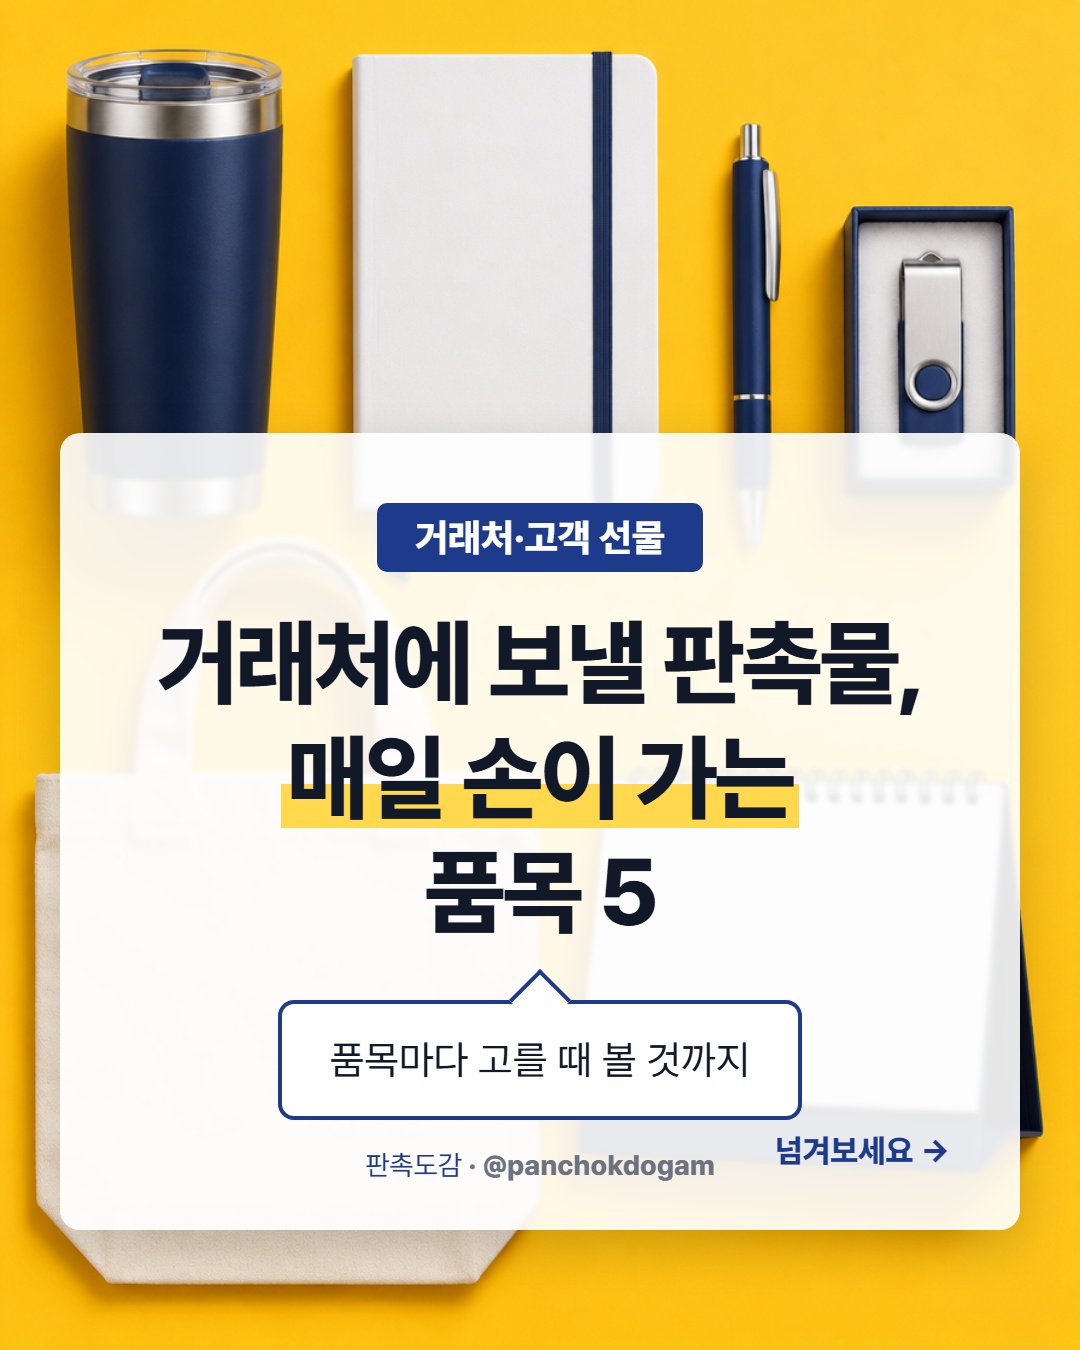 거래처·고객 선물
거래처에 보낼 판촉물,
매일 손이 가는
품목 5
품목마다 고를 때 볼 것까지
넘겨보세요 →
판촉도감 · @panchokdogam